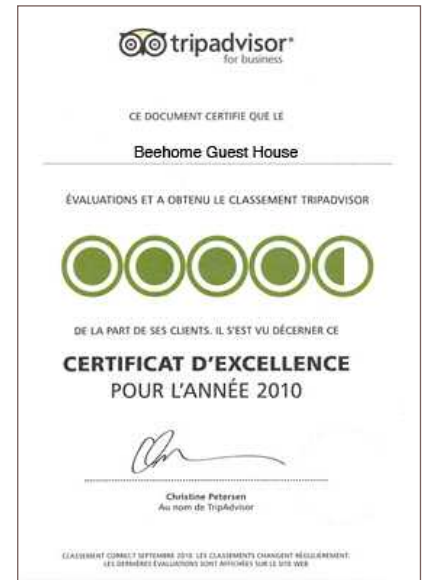 tripadvisor®
for business
CE DOCUMENT CERTIFIE QUE LE
Beehome Guest House
ÉVALUATIONS ET A OBTENU LE CLASSEMENT TRIPADVISOR
DE LA PART DE SES CLIENTS. IL S'EST VU DÉCERNER CE
CERTIFICAT D'EXCELLENCE
POUR L'ANNÉE 2010
Christine Petersen
Au nom de TripAdvisor
CLASSEMENT CORRECT SEPTEMBRE 2010. LES CLASSEMENTS CHANGENT RÉGULIÈREMENT.
LES DERNIÈRES ÉVALUATIONS SONT AFFICHÉES SUR LE SITE WEB